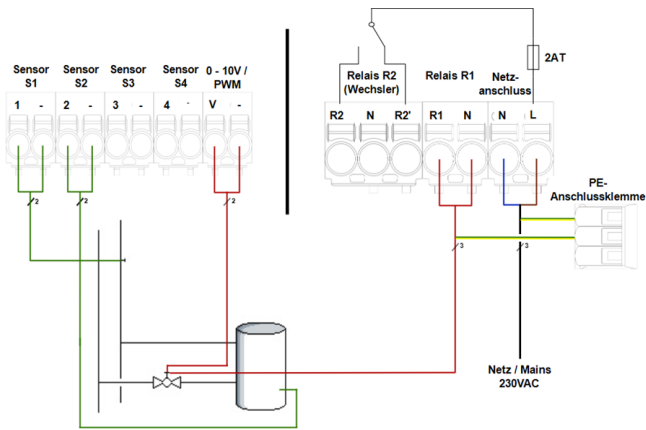 2AT
Sensor S1
Sensor S2
Sensor S3
Sensor S4
0 - 10V / PWM
Relais R2 (Wechsler)
Relais R1
Netz-
anschluss
1 - 2 - 3 - 4 - V -
R2 N R2' R1 N N L
PE-
Anschlussklemme
2
2
2
3
3
Netz / Mains
230VAC